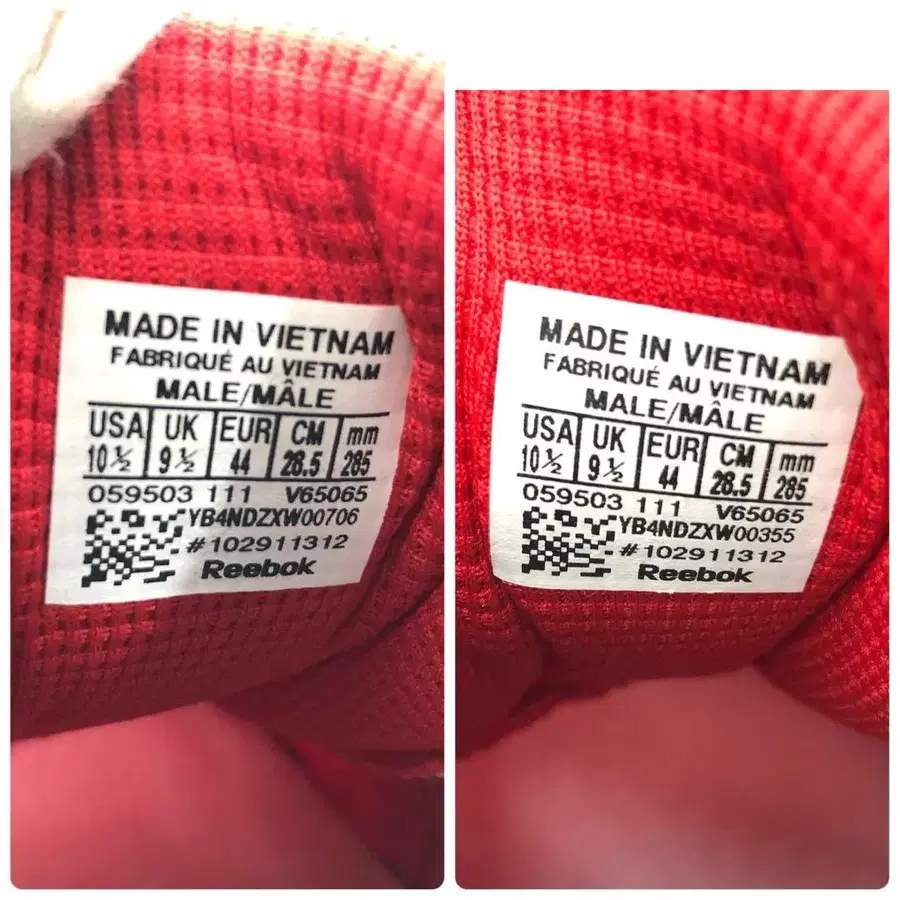 MADE IN VIETNAM
FABRIQUÉ AU VIETNAM
MALE/MÂLE
USA UK EUR CM mm
10½ 9½ 44 28.5 285
059503 111 V65065
YB4NDZXW00706
#102911312
Reebok
MADE IN VIETNAM
FABRIQUÉ AU VIETNAM
MALE/MÂLE
USA UK EUR CM mm
10½ 9½ 44 28.5 285
059503 111 V65065
YB4NDZXW00355
#102911312
Reebok